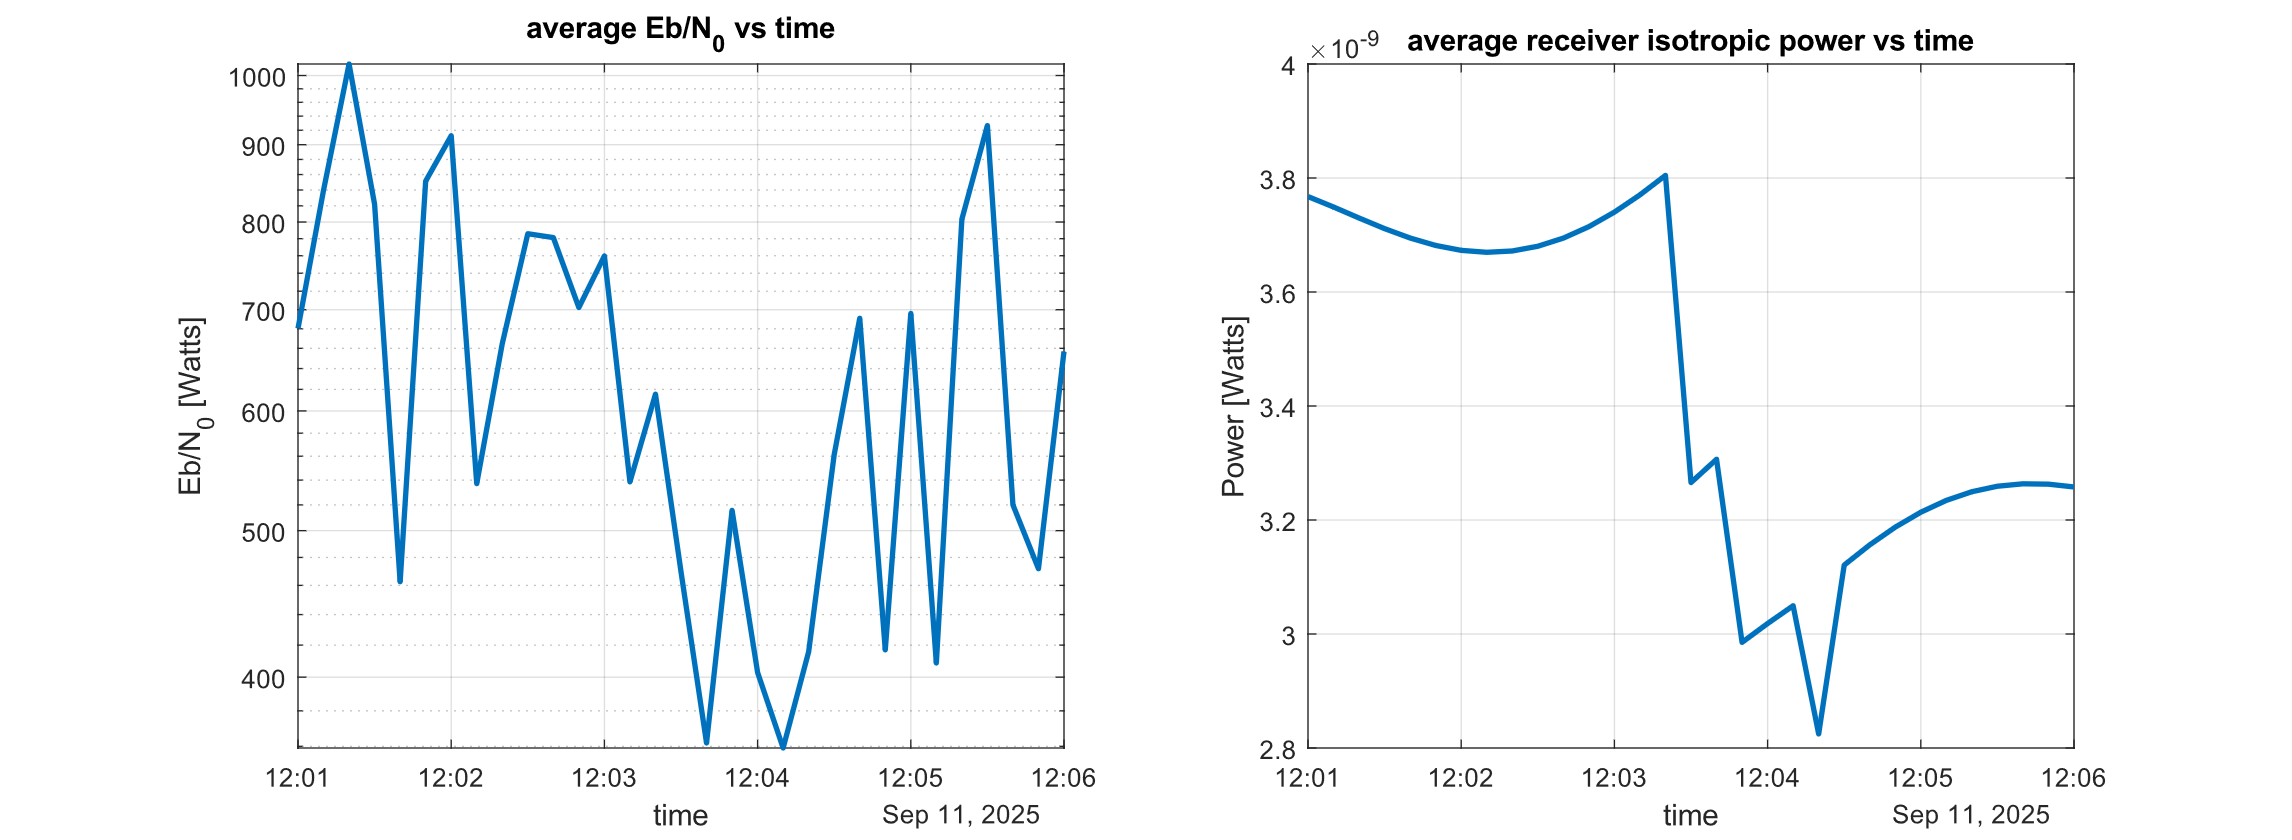 average Eb/N0 vs time
1000
900
800
700
600
500
400
Eb/N0 [Watts]
12:01 12:02 12:03 12:04 12:05 12:06
time
Sep 11, 2025
×10-9
average receiver isotropic power vs time
4
3.8
3.6
3.4
3.2
3
2.8
Power [Watts]
12:01 12:02 12:03 12:04 12:05 12:06
time
Sep 11, 2025